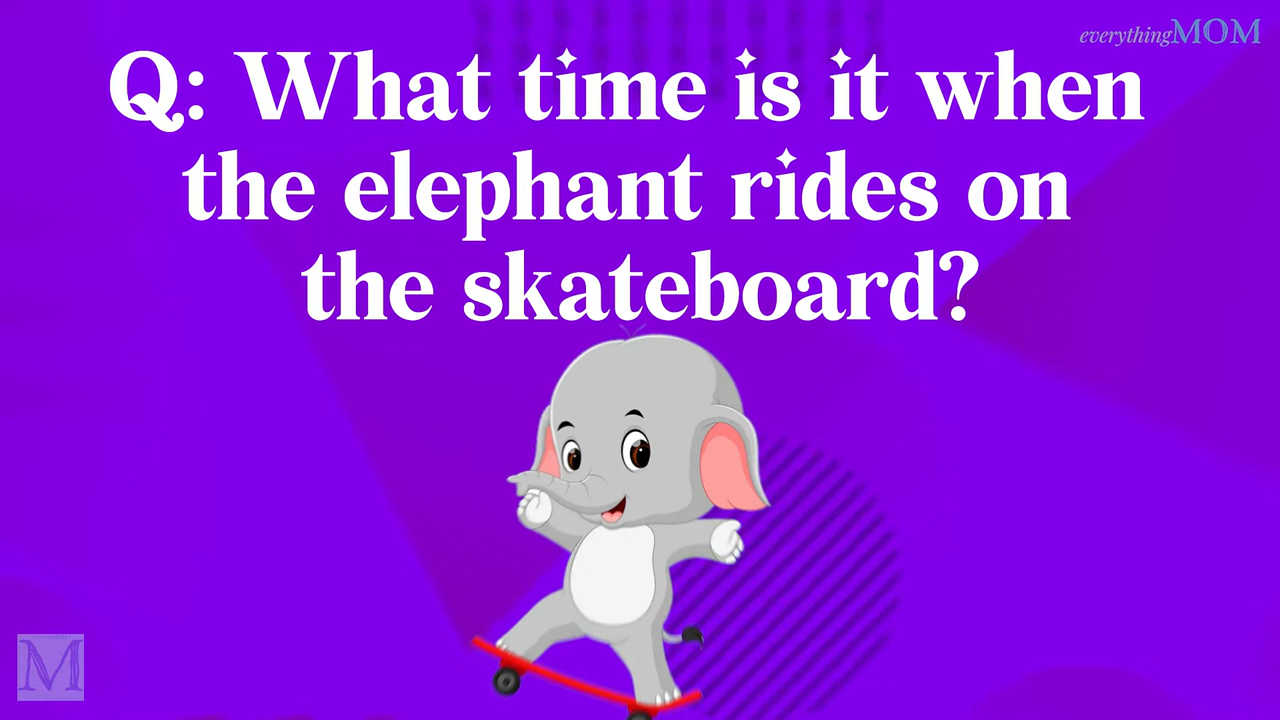 everythingMOM
Q: What time is it when
the elephant rides on
the skateboard?
M